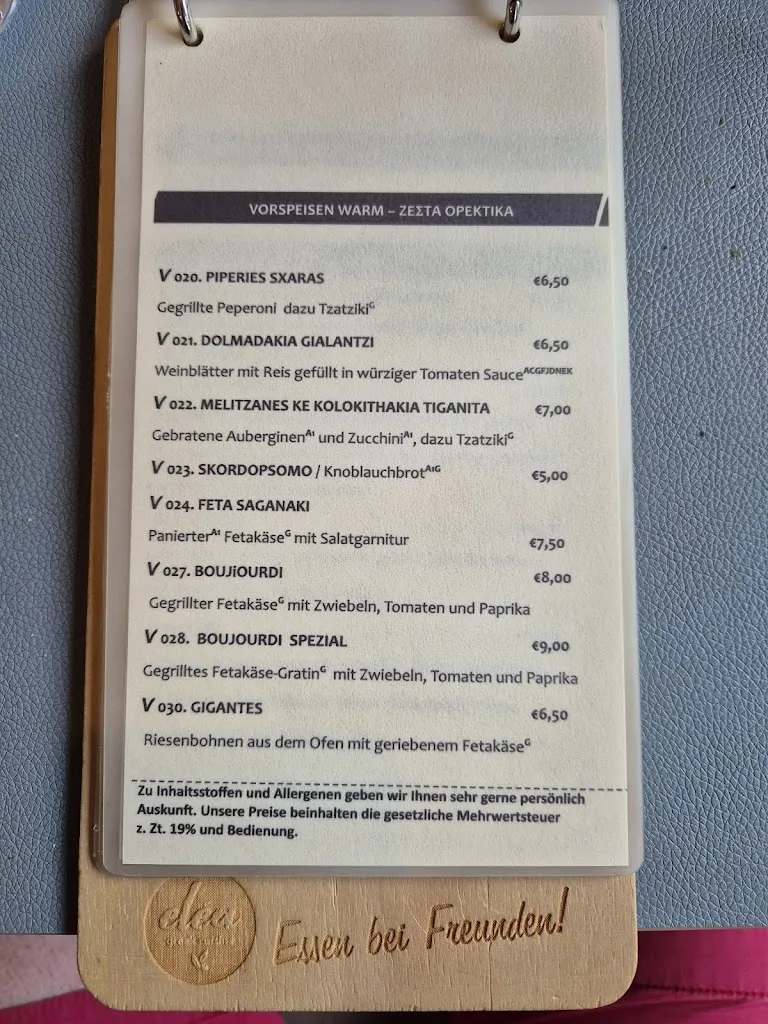 VORSPEISEN WARM – ΖΕΣΤΑ ΟΡΕΚΤΙΚΑ
V 020. PIPERIES SXARAS €6,50
Gegrillte Peperoni dazu Tzatziki^G
V 021. DOLMADAKIA GIALANTZI €6,50
Weinblätter mit Reis gefüllt in würziger Tomaten Sauce^ACGFJDNEK
V 022. MELITZANES KE KOLOKITHAKIA TIGANITA €7,00
Gebratene Auberginen^A1 und Zucchini^A1, dazu Tzatziki^G
V 023. SKORDOPSOMO / Knoblauchbrot^A1G €5,00
V 024. FETA SAGANAKI
Panierter^A1 Fetakäse^G mit Salatgarnitur €7,50
V 027. BOUJiOURDI €8,00
Gegrillter Fetakäse^G mit Zwiebeln, Tomaten und Paprika
V 028. BOUJOURDI SPEZIAL €9,00
Gegrilltes Fetakäse-Gratin^G mit Zwiebeln, Tomaten und Paprika
V 030. GIGANTES €6,50
Riesenbohnen aus dem Ofen mit geriebenem Fetakäse^G
Zu Inhaltsstoffen und Allergenen geben wir Ihnen sehr gerne persönlich
Auskunft. Unsere Preise beinhalten die gesetzliche Mehrwertsteuer
z. Zt. 19% und Bedienung.
Essen bei Freunden!